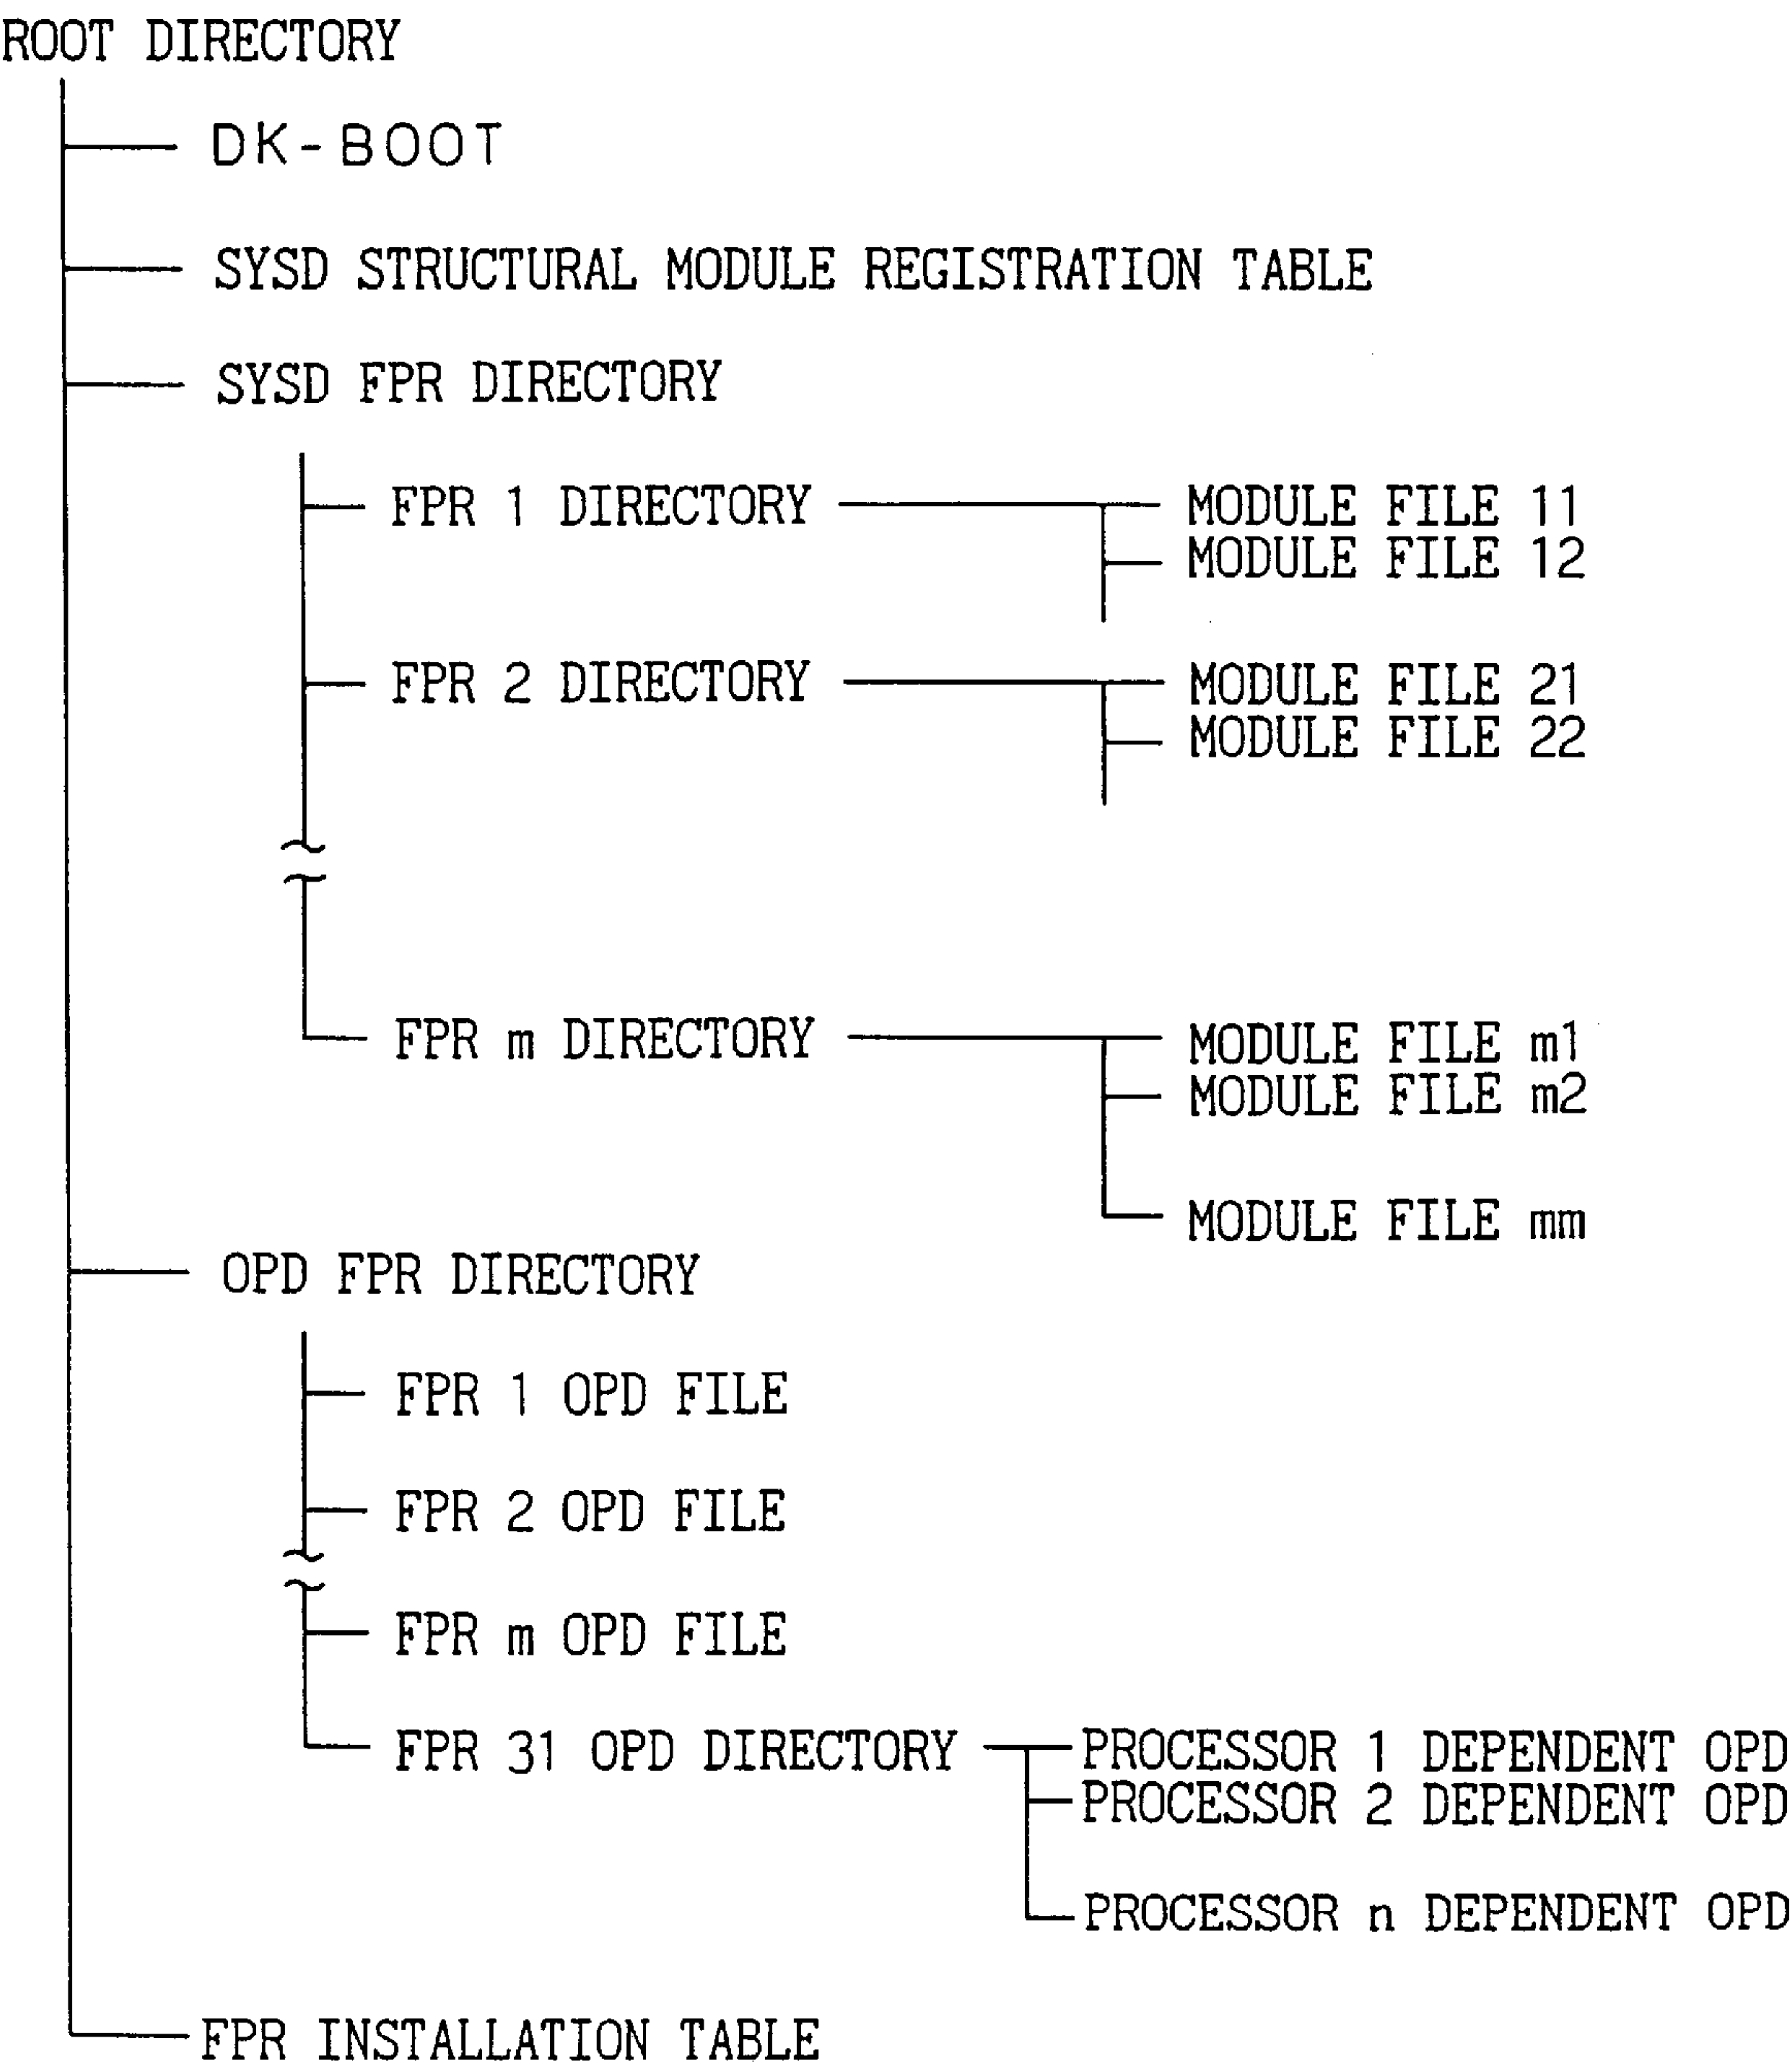 ROOT DIRECTORY
DK-BOOT
SYSD STRUCTURAL MODULE REGISTRATION TABLE
SYSD FPR DIRECTORY
FPR 1 DIRECTORY MODULE FILE 11
MODULE FILE 12
FPR 2 DIRECTORY MODULE FILE 21
MODULE FILE 22
FPR m DIRECTORY MODULE FILE m1
MODULE FILE m2
MODULE FILE mm
OPD FPR DIRECTORY
FPR 1 OPD FILE
FPR 2 OPD FILE
FPR m OPD FILE
FPR 31 OPD DIRECTORY PROCESSOR 1 DEPENDENT OPD
PROCESSOR 2 DEPENDENT OPD
PROCESSOR n DEPENDENT OPD
FPR INSTALLATION TABLE